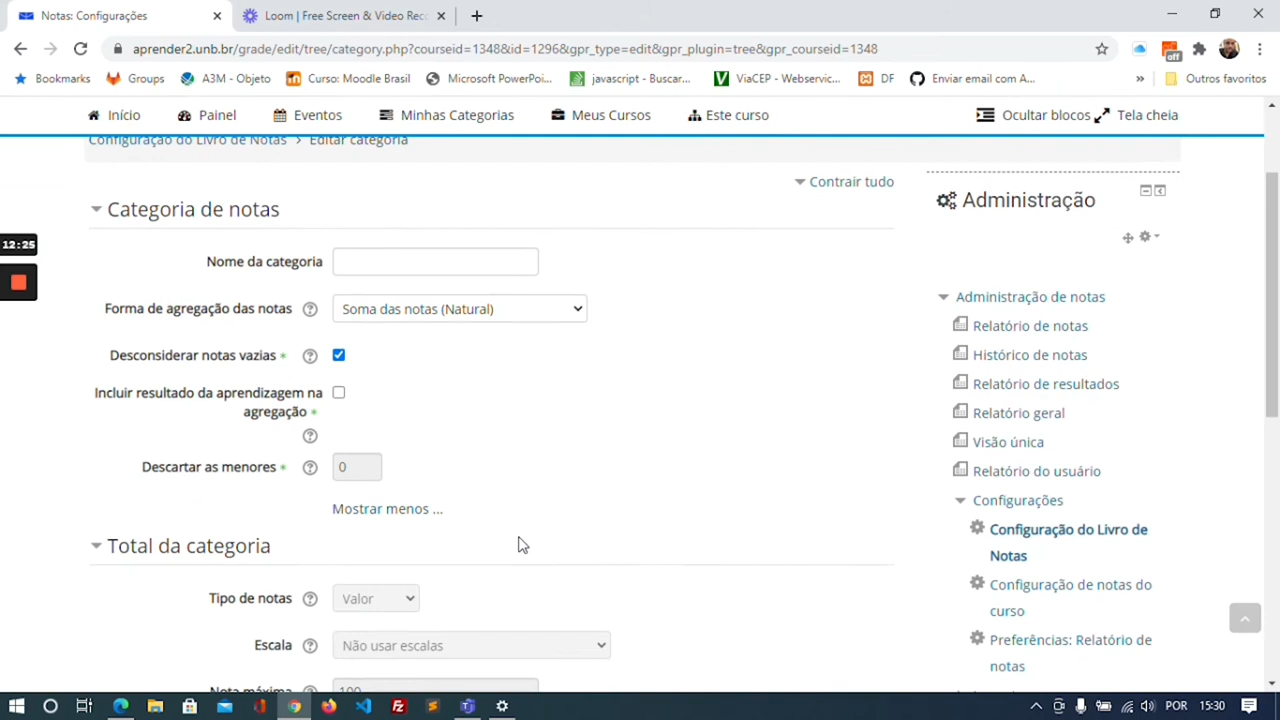 Notas: Configurações
Loom | Free Screen & Video Rec
aprender2.unb.br/grade/edit/tree/category.php?courseid=1348&id=1296&gpr_type=edit&gpr_plugin=tree&gpr_courseid=1348
off
Bookmarks Groups A3M - Objeto Curso: Moodle Brasil Microsoft PowerPoi... javascript - Buscar... ViaCEP - Webservic... DF Enviar email com A... » Outros favoritos
Início Painel Eventos Minhas Categorias Meus Cursos Este curso Ocultar blocos Tela cheia
Configuração do Livro de Notas > Editar categoria
Contrair tudo
Categoria de notas
12:25
Nome da categoria
Forma de agregação das notas Soma das notas (Natural)
Desconsiderar notas vazias *
Incluir resultado da aprendizagem na
agregação *
Descartar as menores * 0
Mostrar menos ...
Total da categoria
Tipo de notas Valor
Escala Não usar escalas
Nota máxima 100
Administração
Administração de notas
Relatório de notas
Histórico de notas
Relatório de resultados
Relatório geral
Visão única
Relatório do usuário
Configurações
Configuração do Livro de
Notas
Configuração de notas do
curso
Preferências: Relatório de
notas
POR 15:30